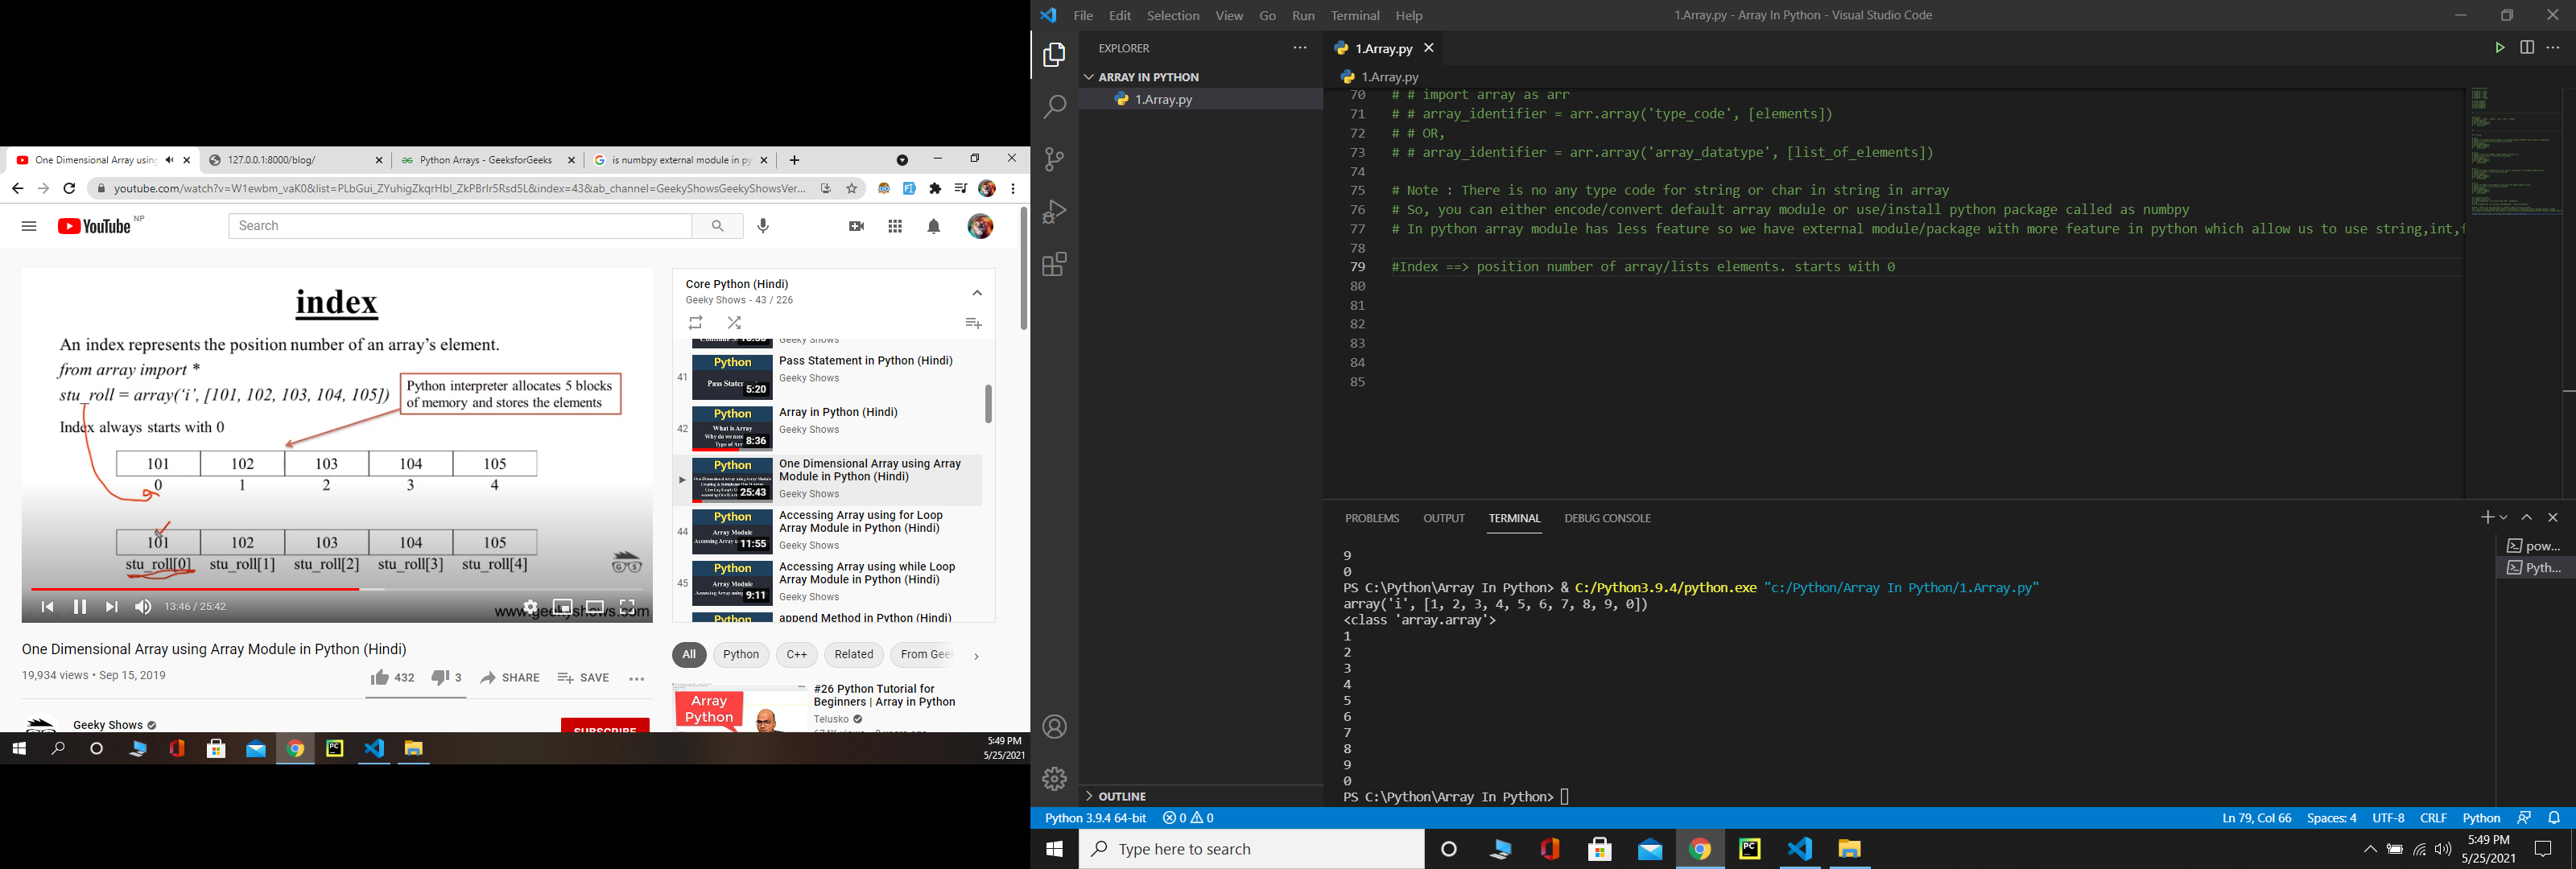 One Dimensional Array using
127.0.0.1:8000/blog/
Python Arrays - GeeksforGeeks
is numbpy external module in py
youtube.com/watch?v=W1ewbm_vaK0&list=PLbGui_ZYuhigZkqrHbI_ZkPBrIr5Rsd5L&index=43&ab_channel=GeekyShowsGeekyShowsVer...
YouTube NP
Search
index
An index represents the position number of an array's element.
from array import *
stu_roll = array('i', [101, 102, 103, 104, 105])
Python interpreter allocates 5 blocks
of memory and stores the elements
Index always starts with 0
101 102 103 104 105
0 1 2 3 4
101 102 103 104 105
stu_roll[0] stu_roll[1] stu_roll[2] stu_roll[3] stu_roll[4]
13:46 / 25:42
www.geekyshows.com
One Dimensional Array using Array Module in Python (Hindi)
19,934 views • Sep 15, 2019
432 3 SHARE SAVE
Geeky Shows
SUBSCRIBE
Core Python (Hindi)
Geeky Shows - 43 / 226
Geeky Shows
41
Python
5:20
Pass Statement in Python (Hindi)
Geeky Shows
42
Python
What is Array
8:36
Array in Python (Hindi)
Geeky Shows
Python
25:43
One Dimensional Array using Array
Module in Python (Hindi)
Geeky Shows
44
Python
Array Module
11:55
Accessing Array using for Loop
Array Module in Python (Hindi)
Geeky Shows
45
Python
Array Module
9:11
Accessing Array using while Loop
Array Module in Python (Hindi)
Geeky Shows
Python
append Method in Python (Hindi)
All Python C++ Related From Geek
Array
Python
#26 Python Tutorial for
Beginners | Array in Python
Telusko
5:49 PM
5/25/2021
File Edit Selection View Go Run Terminal Help
1.Array.py - Array In Python - Visual Studio Code
EXPLORER
ARRAY IN PYTHON
1.Array.py
OUTLINE
1.Array.py
1.Array.py
70 # # import array as arr
71 # # array_identifier = arr.array('type_code', [elements])
72 # # OR,
73 # # array_identifier = arr.array('array_datatype', [list_of_elements])
74
75 # Note : There is no any type code for string or char in string in array
76 # So, you can either encode/convert default array module or use/install python package called as numbpy
77 # In python array module has less feature so we have external module/package with more feature in python which allow us to use string,int,f
78
79 #Index ==> position number of array/lists elements. starts with 0
80
81
82
83
84
85
PROBLEMS OUTPUT TERMINAL DEBUG CONSOLE
pow...
Pyth...
9
0
PS C:\Python\Array In Python> & C:/Python3.9.4/python.exe "c:/Python/Array In Python/1.Array.py"
array('i', [1, 2, 3, 4, 5, 6, 7, 8, 9, 0])
<class 'array.array'>
1
2
3
4
5
6
7
8
9
0
PS C:\Python\Array In Python>
Python 3.9.4 64-bit 0 0
Ln 79, Col 66 Spaces: 4 UTF-8 CRLF Python
Type here to search
5:49 PM
5/25/2021